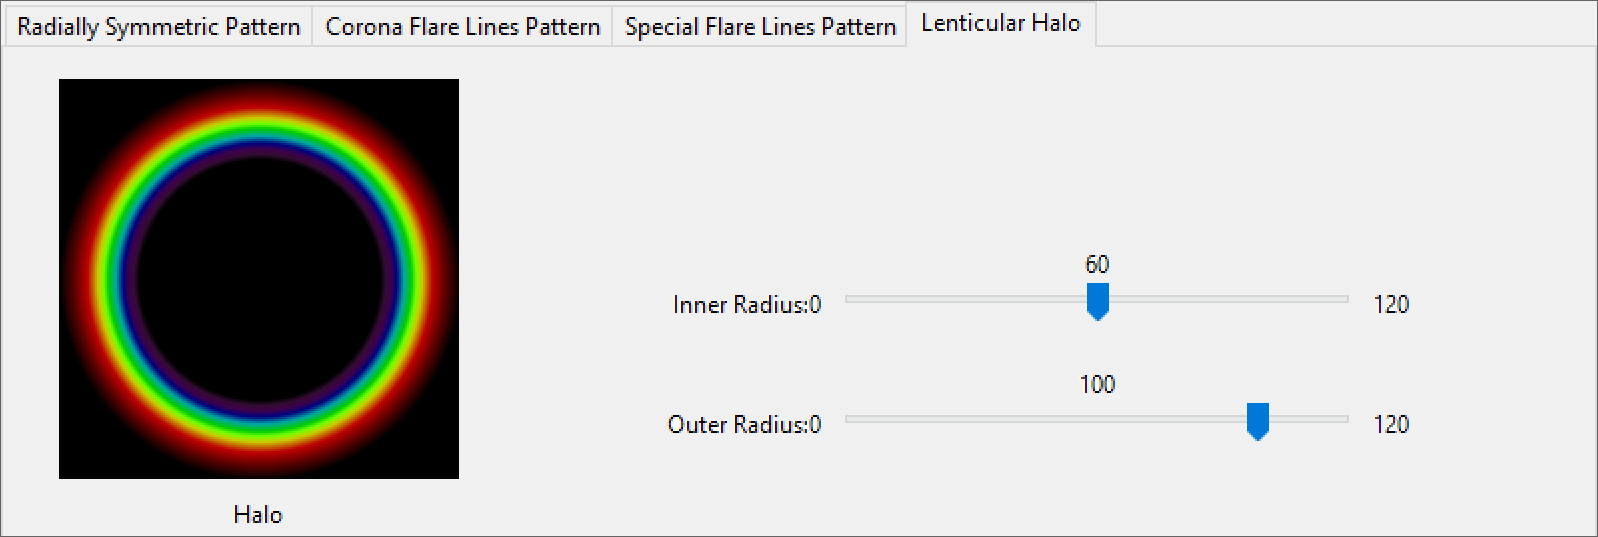 Radially Symmetric Pattern Corona Flare Lines Pattern Special Flare Lines Pattern Lenticular Halo
60
Inner Radius:0 120
100
Outer Radius:0 120
Halo